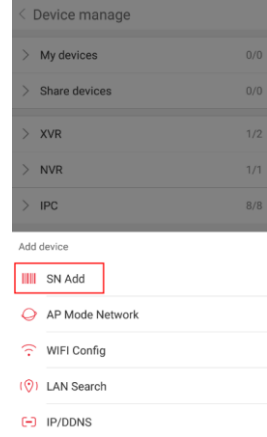 Device manage
My devices 0/0
Share devices 0/0
XVR 1/2
NVR 1/1
IPC 8/8
Add device
SN Add
AP Mode Network
WIFI Config
LAN Search
IP/DDNS